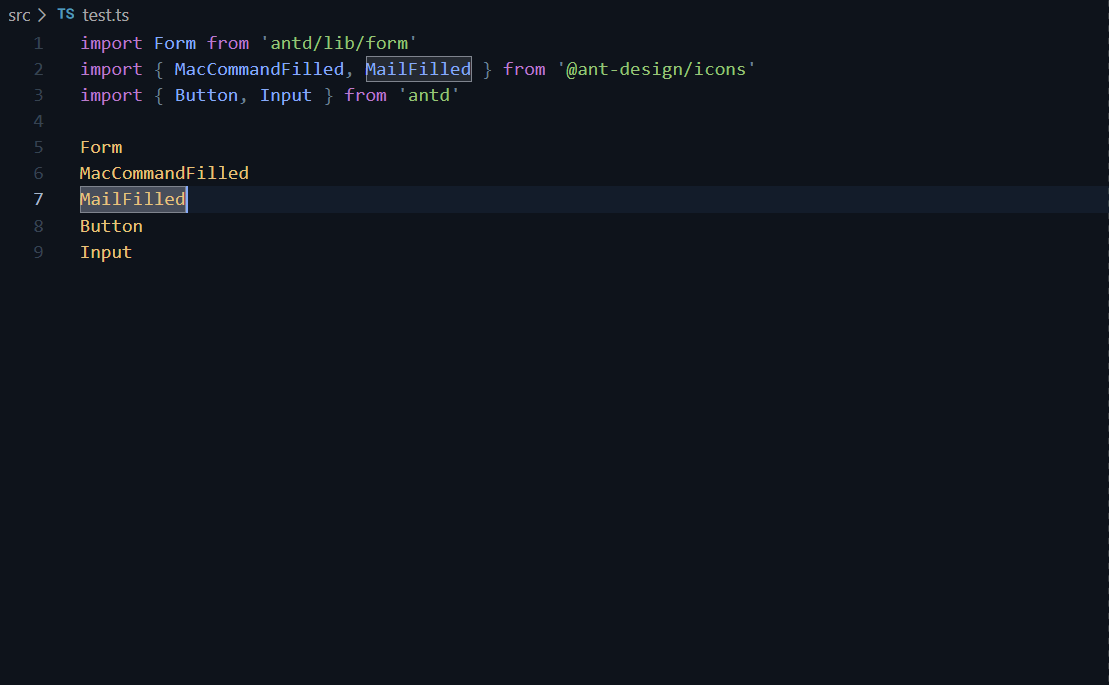 src > TS test.ts
1 import Form from 'antd/lib/form'
2 import { MacCommandFilled, MailFilled } from '@ant-design/icons'
3 import { Button, Input } from 'antd'
4
5 Form
6 MacCommandFilled
7 MailFilled
8 Button
9 Input